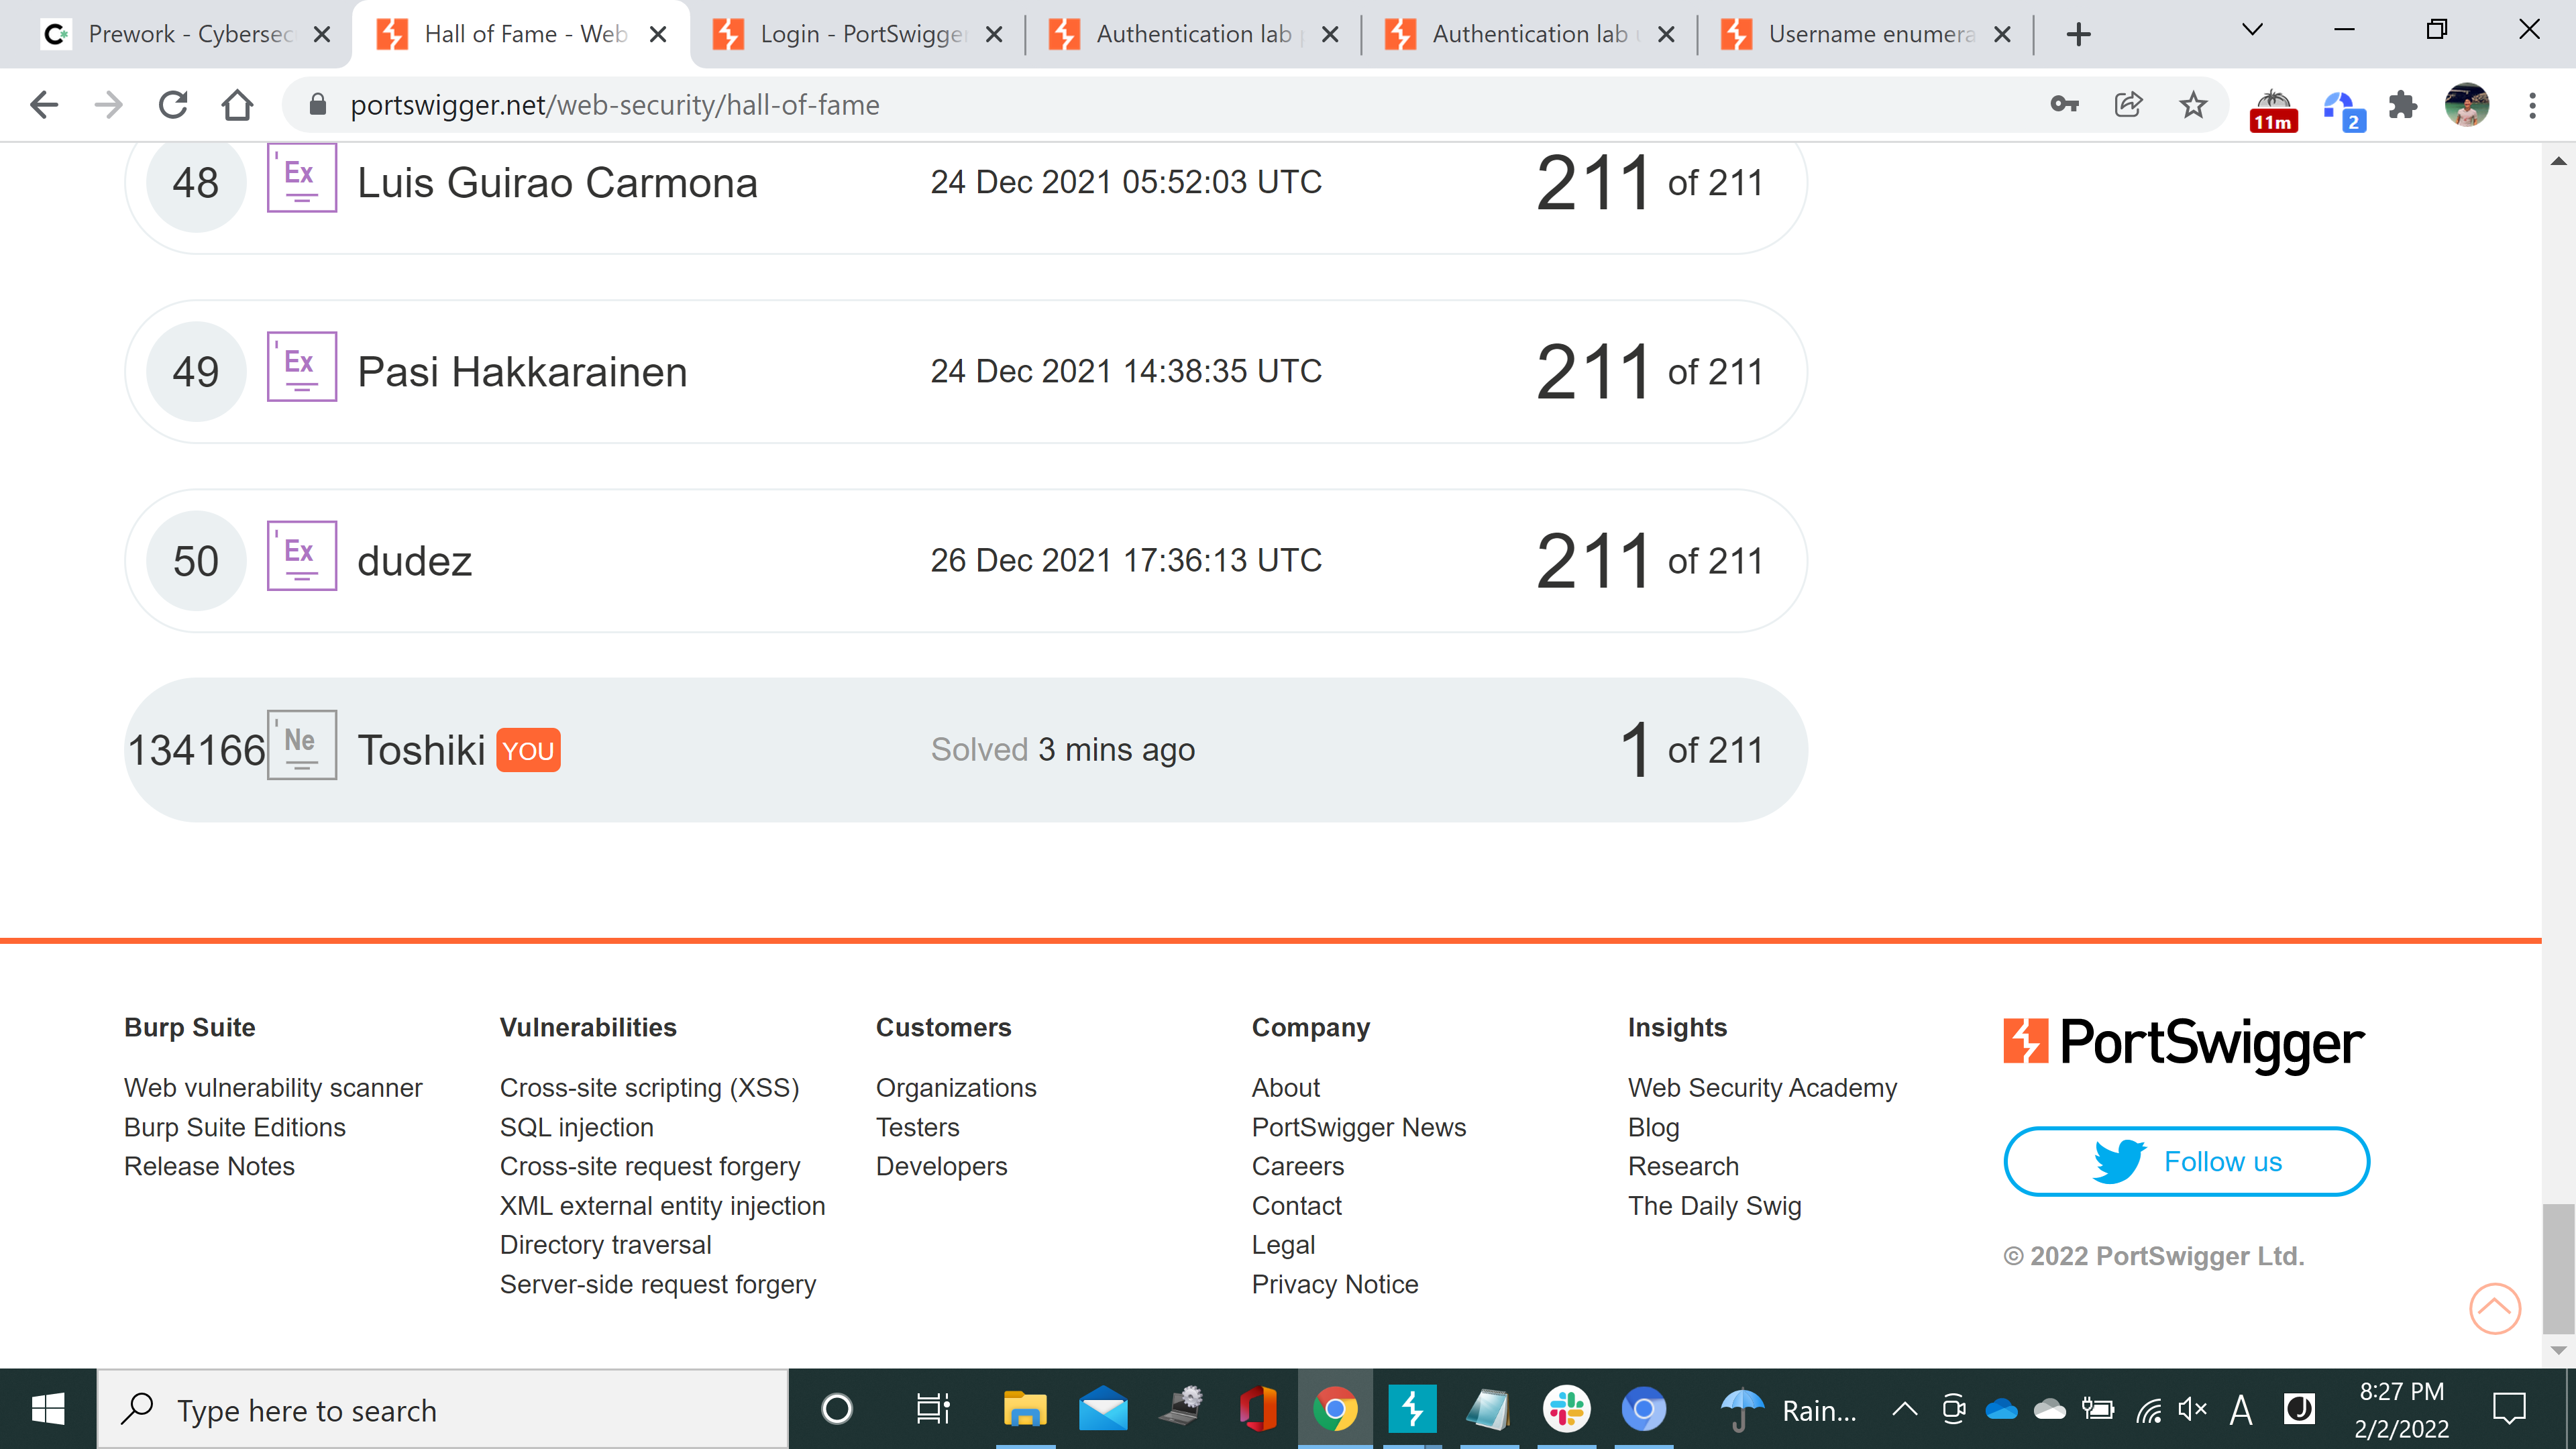 Prework - Cybersec
Hall of Fame - Web
Login - PortSwigger
Authentication lab
Authentication lab
Username enumera
portswigger.net/web-security/hall-of-fame
11m
2
48 Ex Luis Guirao Carmona 24 Dec 2021 05:52:03 UTC 211 of 211
49 Ex Pasi Hakkarainen 24 Dec 2021 14:38:35 UTC 211 of 211
50 Ex dudez 26 Dec 2021 17:36:13 UTC 211 of 211
134166 Ne Toshiki YOU Solved 3 mins ago 1 of 211
Burp Suite
Web vulnerability scanner
Burp Suite Editions
Release Notes
Vulnerabilities
Cross-site scripting (XSS)
SQL injection
Cross-site request forgery
XML external entity injection
Directory traversal
Server-side request forgery
Customers
Organizations
Testers
Developers
Company
About
PortSwigger News
Careers
Contact
Legal
Privacy Notice
Insights
Web Security Academy
Blog
Research
The Daily Swig
PortSwigger
Follow us
© 2022 PortSwigger Ltd.
Type here to search
Rain...
A
J
8:27 PM
2/2/2022